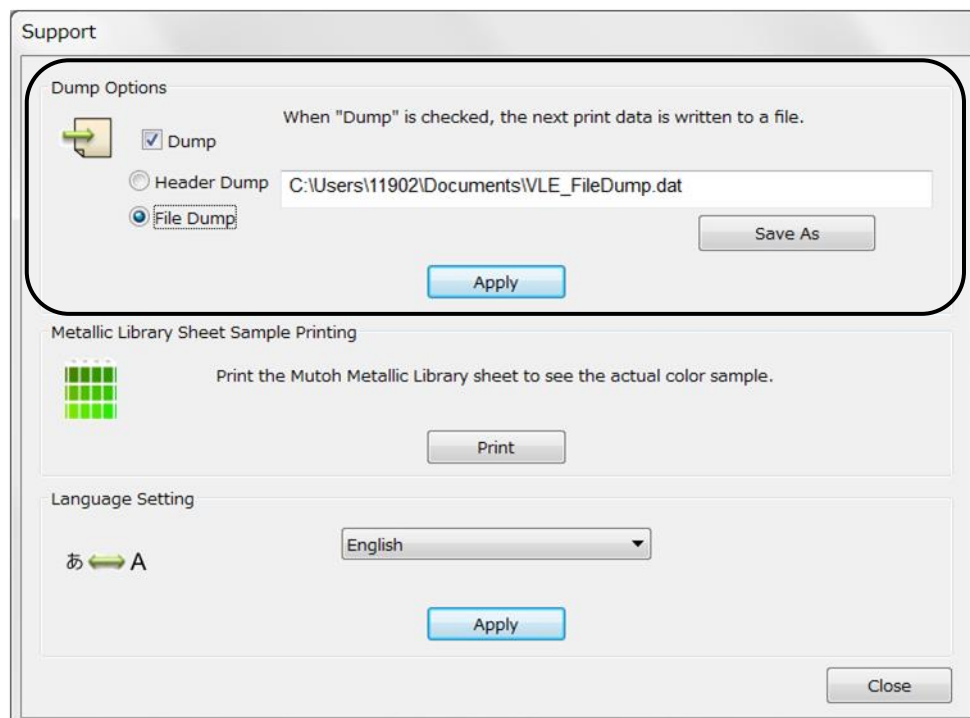 Support
Dump Options
When "Dump" is checked, the next print data is written to a file.
Dump
Header Dump
C:\Users\11902\Documents\VLE_FileDump.dat
File Dump
Save As
Apply
Metallic Library Sheet Sample Printing
Print the Mutoh Metallic Library sheet to see the actual color sample.
Print
Language Setting
あ A
English
Apply
Close